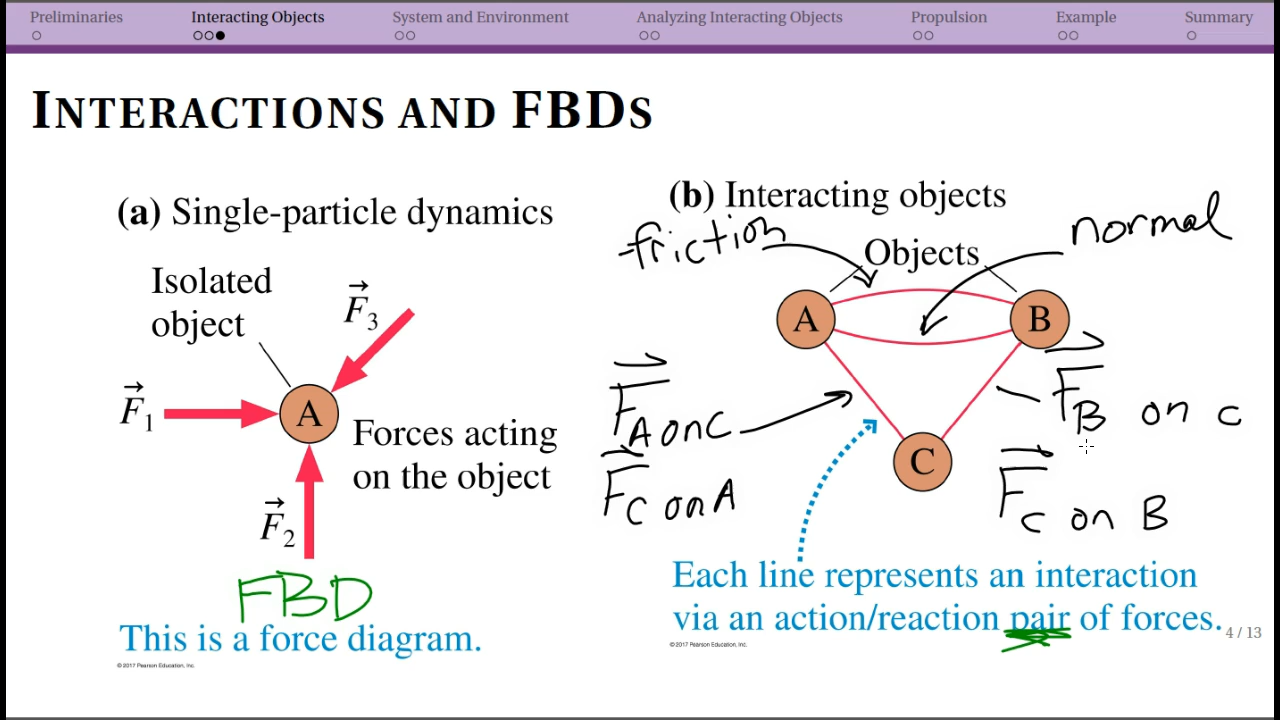 Preliminaries Interacting Objects System and Environment Analyzing Interacting Objects Propulsion Example Summary
INTERACTIONS AND FBDS
(a) Single-particle dynamics
Isolated
object
F₃
F₁
A
Forces acting
on the object
F₂
FBD
This is a force diagram.
©2017 Pearson Education, Inc.
(b) Interacting objects
friction
normal
Objects
A
B
F A on C
F B on C
C
F C on A
F C on B
Each line represents an interaction
via an action/reaction pair of forces.
©2017 Pearson Education, Inc.
4 / 13